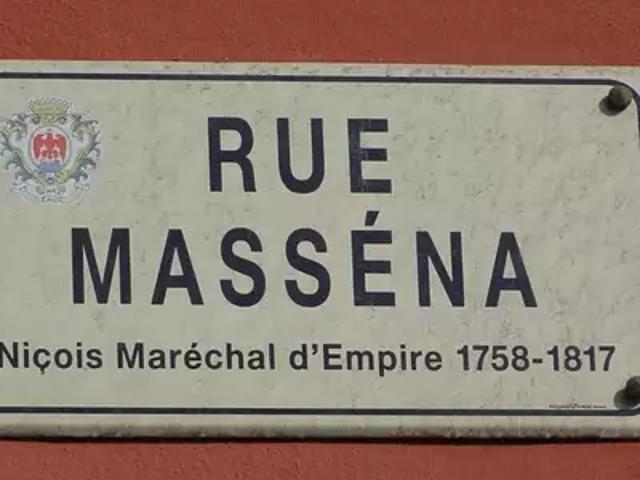 RUE
MASSÉNA
Niçois Maréchal d'Empire 1758-1817